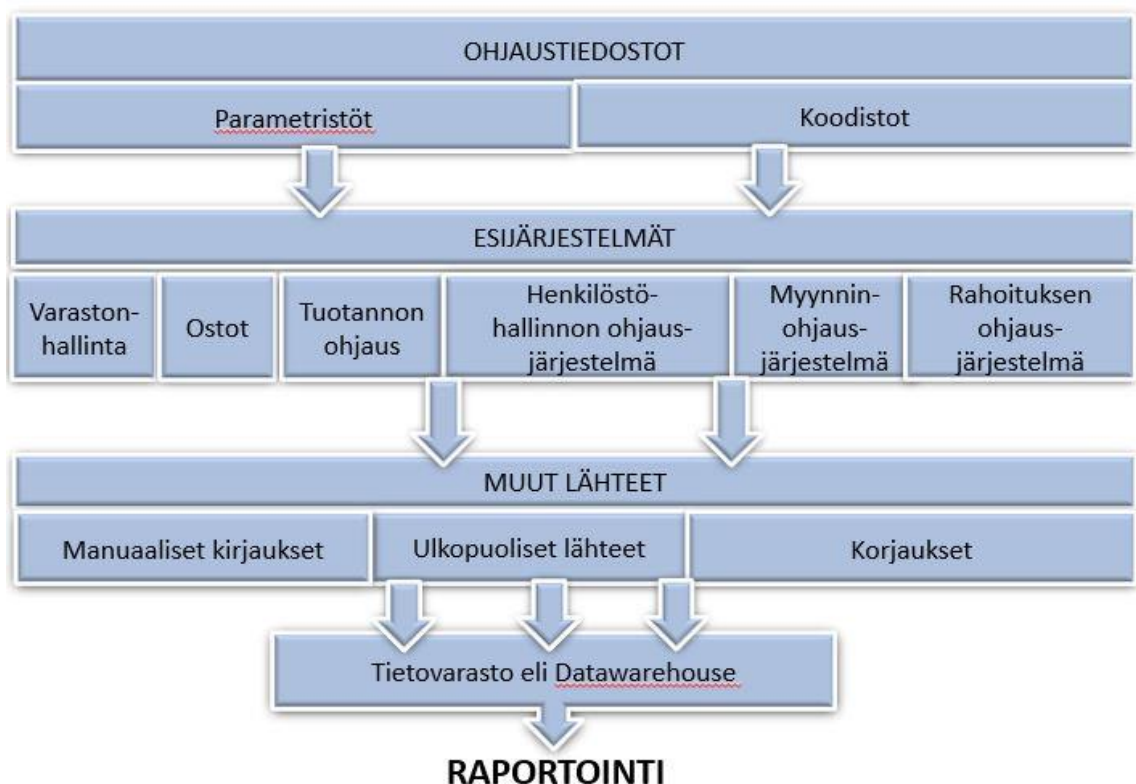 OHJAUSTIEDOSTOT
Parametristöt
Koodistot
ESIJÄRJESTELMÄT
Varaston-
hallinta
Ostot
Tuotannon
ohjaus
Henkilöstö-
hallinnon ohjaus-
järjestelmä
Myynnin-
ohjaus-
järjestelmä
Rahoituksen
ohjaus-
järjestelmä
MUUT LÄHTEET
Manuaaliset kirjaukset
Ulkopuoliset lähteet
Korjaukset
Tietovarasto eli Datawarehouse
RAPORTOINTI